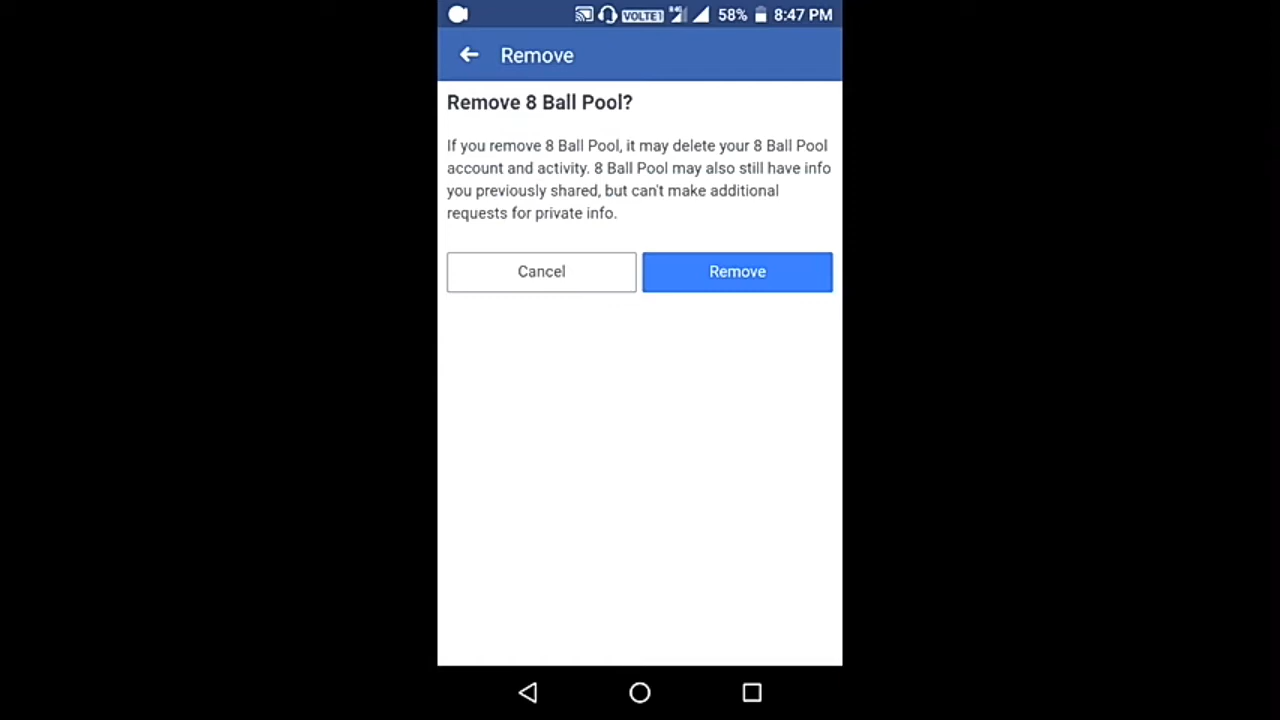 VOLTE1 58% 8:47 PM
Remove
Remove 8 Ball Pool?
If you remove 8 Ball Pool, it may delete your 8 Ball Pool
account and activity. 8 Ball Pool may also still have info
you previously shared, but can't make additional
requests for private info.
Cancel Remove